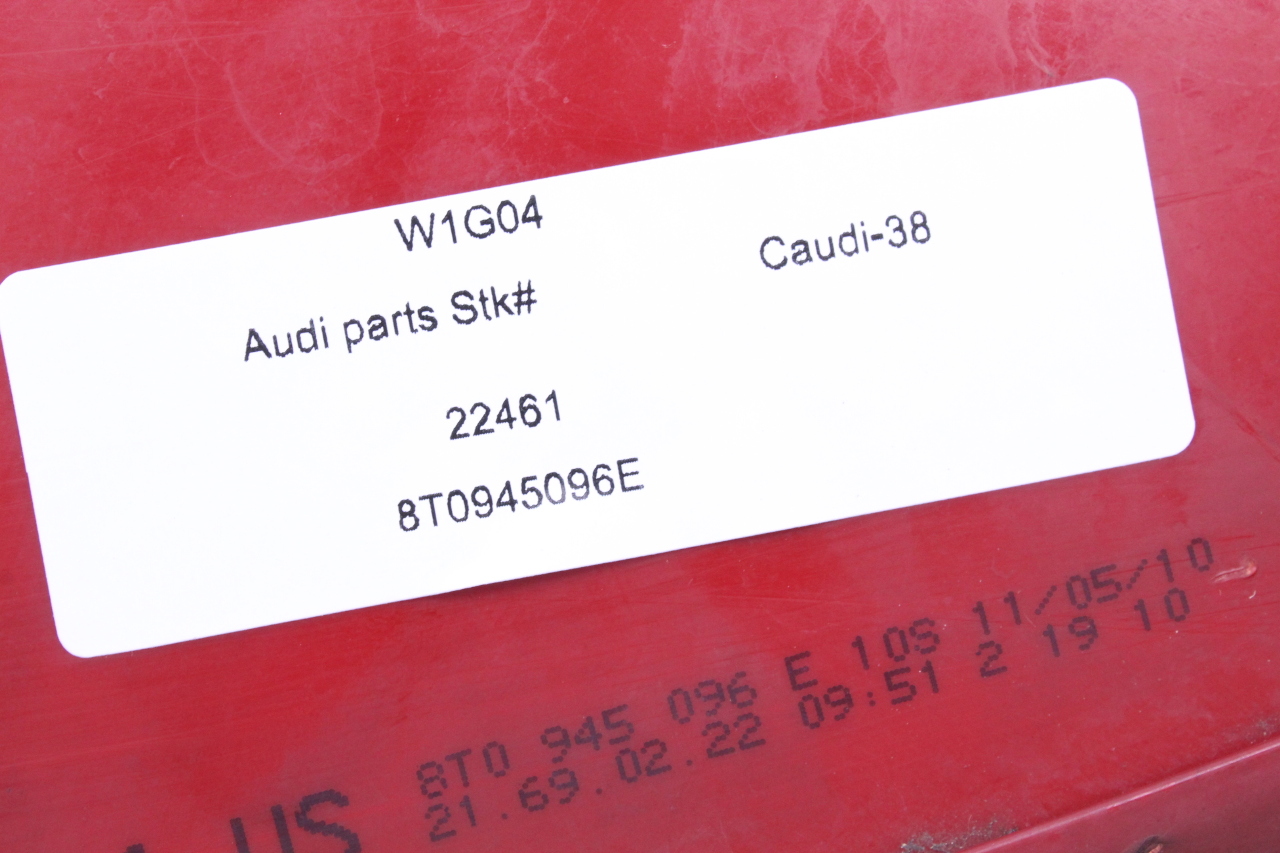 W1G04
Caudi-38
Audi parts Stk#
22461
8T0945096E
8T0 945 096 E 10S 11/05/10
21.69.02.22 09:51 2 19 10
US